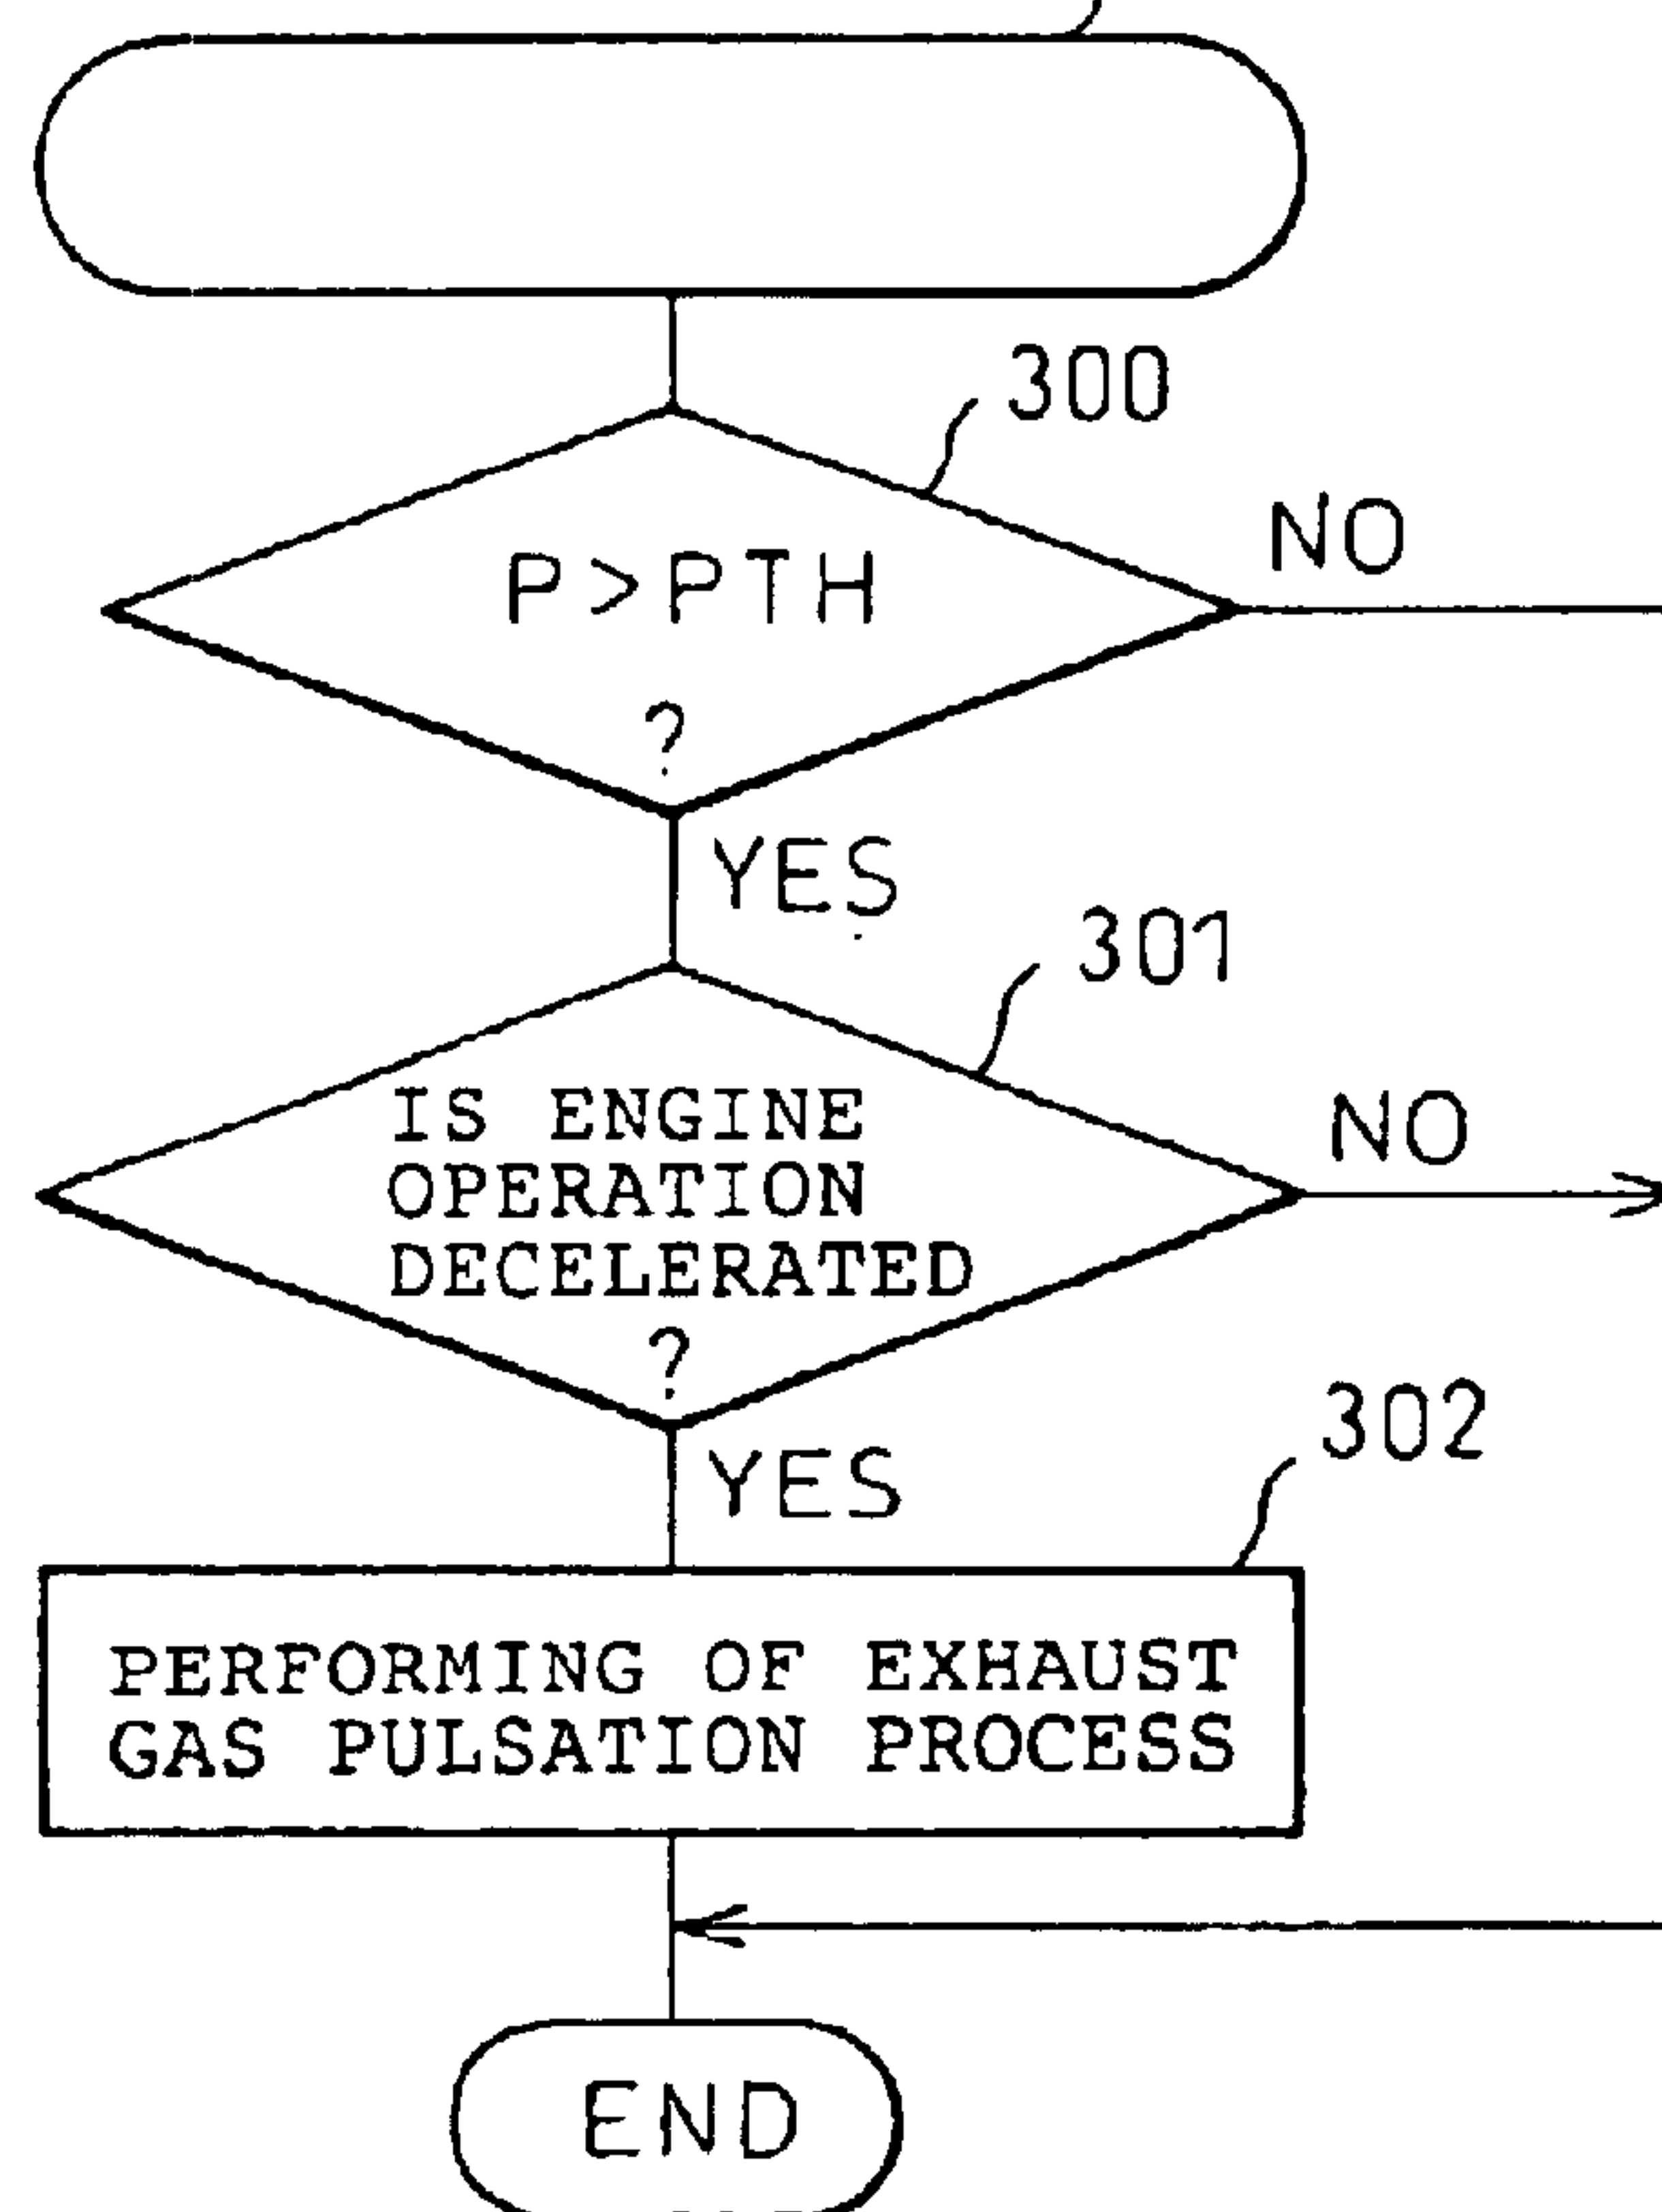 300
P>PTH
NO
?
YES
301
IS ENGINE
OPERATION
DECELERATED
NO
?
YES
302
PERFORMING OF EXHAUST
GAS PULSATION PROCESS
END